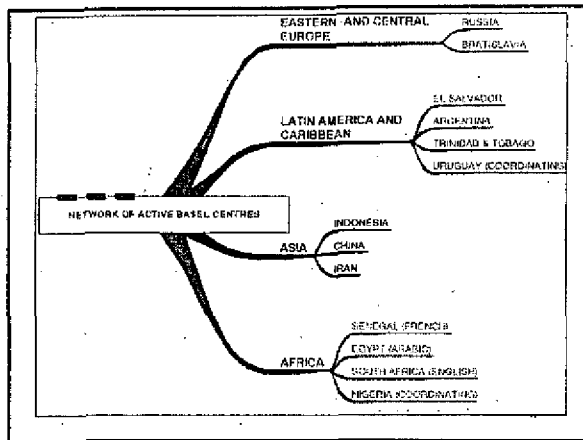 EASTERN AND CENTRAL
EUROPE
RUSSIA
BRATISLAVIA
LATIN AMERICA AND
CARIBBEAN
EL SALVADOR
ARGENTINA
TRINIDAD & TOBAGO
URUGUAY (COORDINATING)
NETWORK OF ACTIVE BASEL CENTRES
ASIA
INDONESIA
CHINA
IRAN
AFRICA
SENEGAL (FRENCH)
EGYPT (ARABIC)
SOUTH AFRICA (ENGLISH)
NIGERIA (COORDINATING)